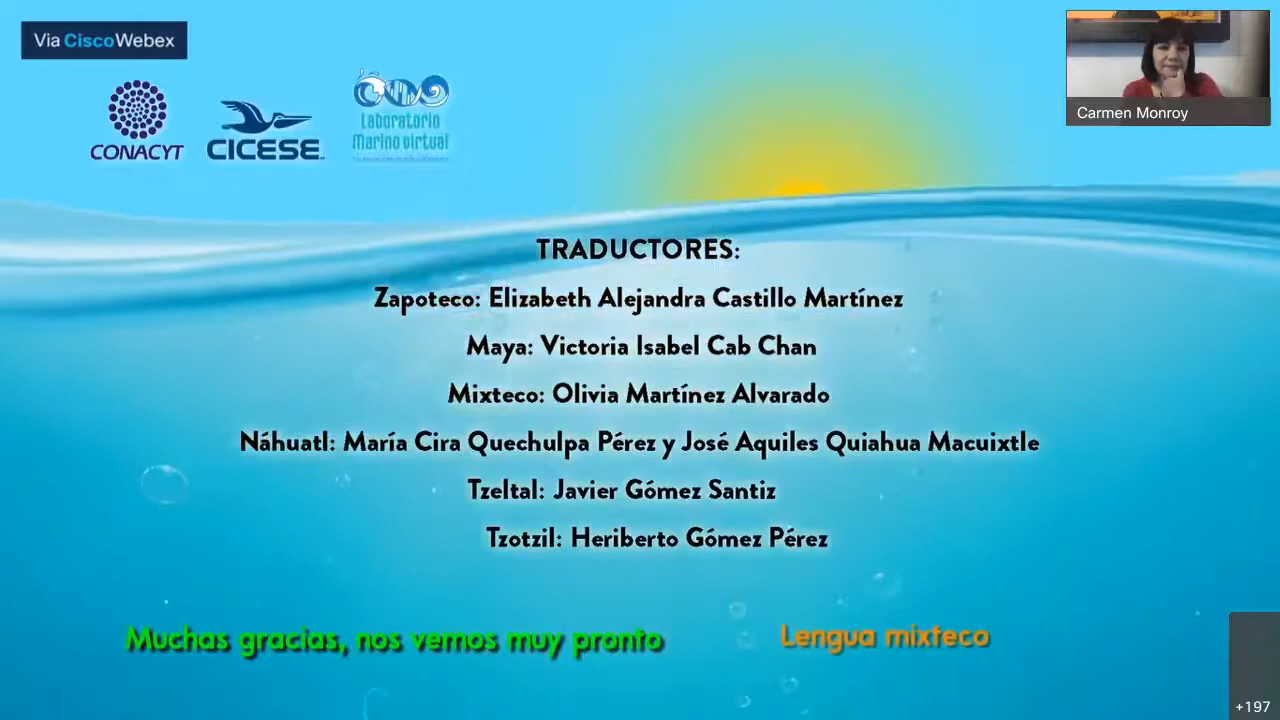 Via CiscoWebex
CONACYT
CICESE
Laboratorio
Marino virtual
Carmen Monroy
TRADUCTORES:
Zapoteco: Elizabeth Alejandra Castillo Martínez
Maya: Victoria Isabel Cab Chan
Mixteco: Olivia Martínez Alvarado
Náhuatl: María Cira Quechulpa Pérez y José Aquiles Quiahua Macuixtle
Tzeltal: Javier Gómez Santiz
Tzotzil: Heriberto Gómez Pérez
Muchas gracias, nos vemos muy pronto
Lengua mixteco
+197